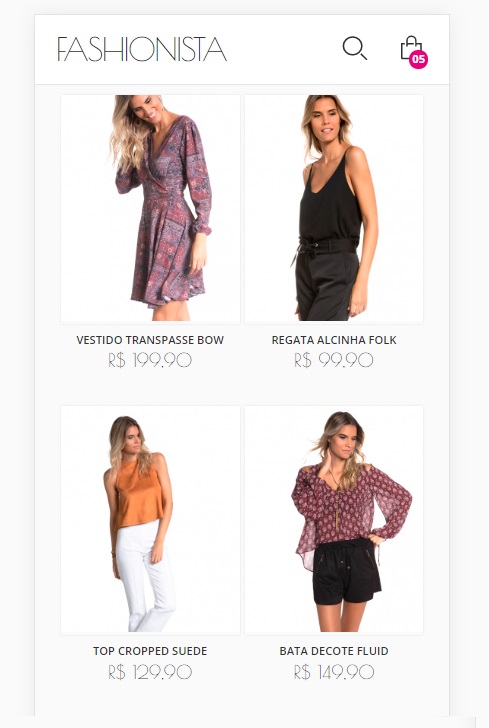 FASHIONISTA
05
VESTIDO TRANSPASSE BOW
R$ 199,90
REGATA ALCINHA FOLK
R$ 99,90
TOP CROPPED SUEDE
R$ 129,90
BATA DECOTE FLUID
R$ 149,90